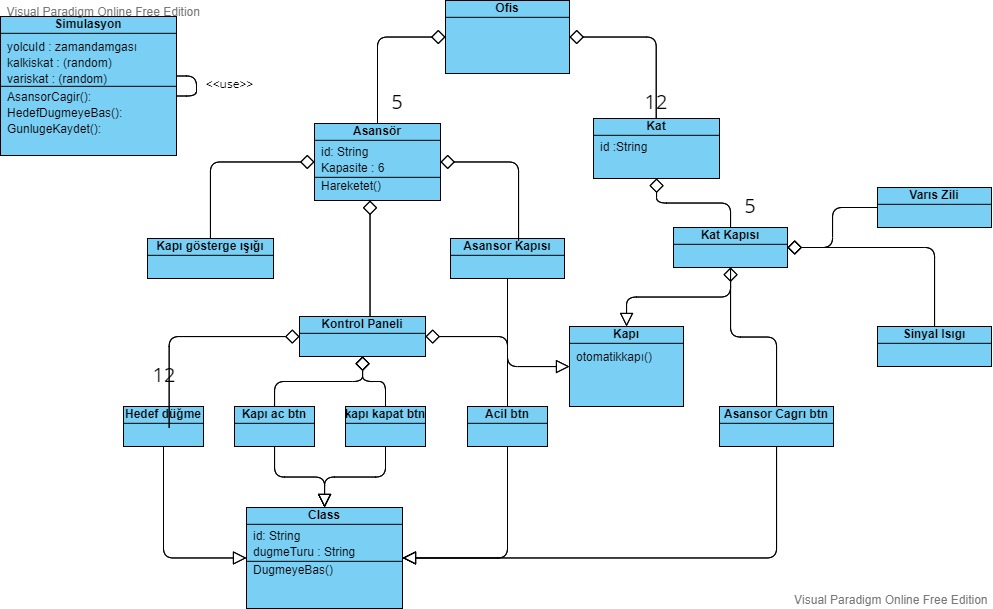 Visual Paradigm Online Free Edition
Simulasyon
yolcuId : zamandamgası
kalkiskat : (random)
variskat : (random)
AsansorCagir():
HedefDugmeyeBas():
GunlugeKaydet():
<<use>>
Ofis
5
12
Asansör
id: String
Kapasite : 6
Hareketet()
Kat
id :String
5
Varıs Zili
Kapı gösterge ışığı
Asansor Kapısı
Kat Kapısı
Kontrol Paneli
Kapı
otomatikkapı()
Sinyal Isıgı
12
Hedef düğme
Kapı ac btn
kapı kapat btn
Acil btn
Asansor Cagrı btn
Class
id: String
dugmeTuru : String
DugmeyeBas()
Visual Paradigm Online Free Edition